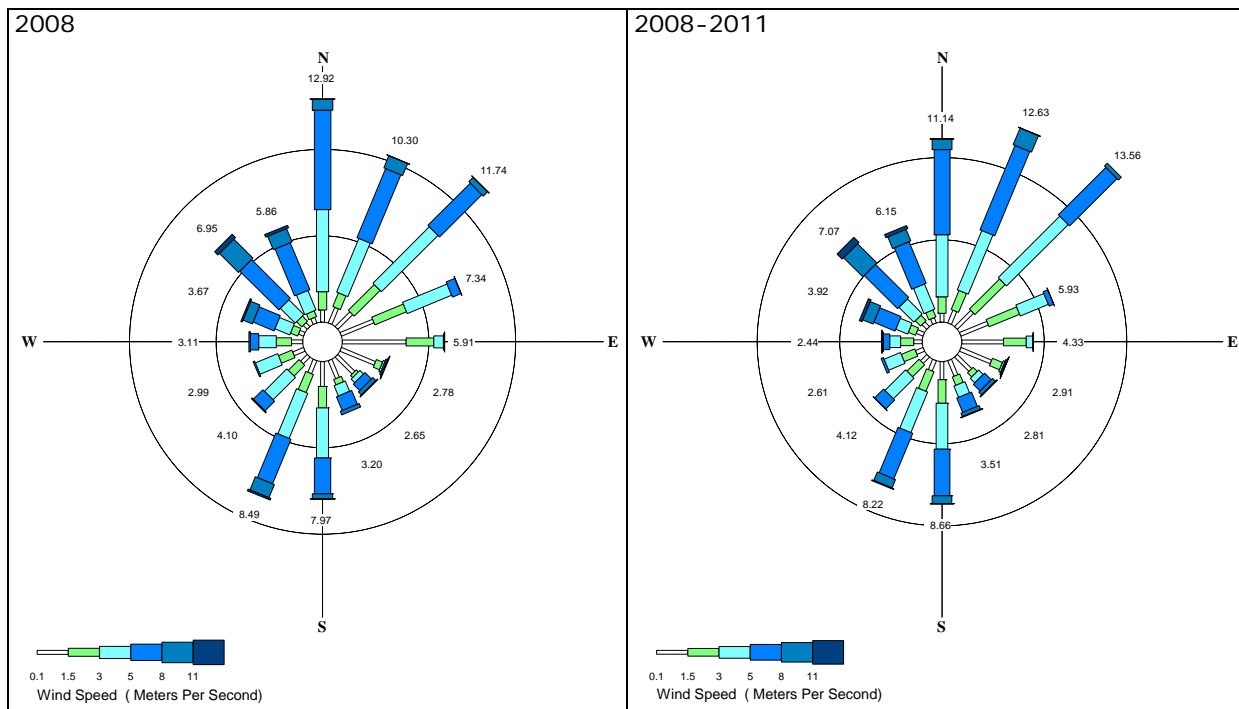 2008
N
12.92
10.30
11.74
5.86
6.95
7.34
3.67
W
3.11
5.91
E
2.99
2.78
4.10
2.65
3.20
8.49
7.97
S
0.1 1.5 3 5 8 11
Wind Speed ( Meters Per Second)
2008-2011
N
11.14
12.63
13.56
6.15
7.07
5.93
3.92
W
2.44
4.33
E
2.61
2.91
4.12
2.81
3.51
8.22
8.66
S
0.1 1.5 3 5 8 11
Wind Speed ( Meters Per Second)